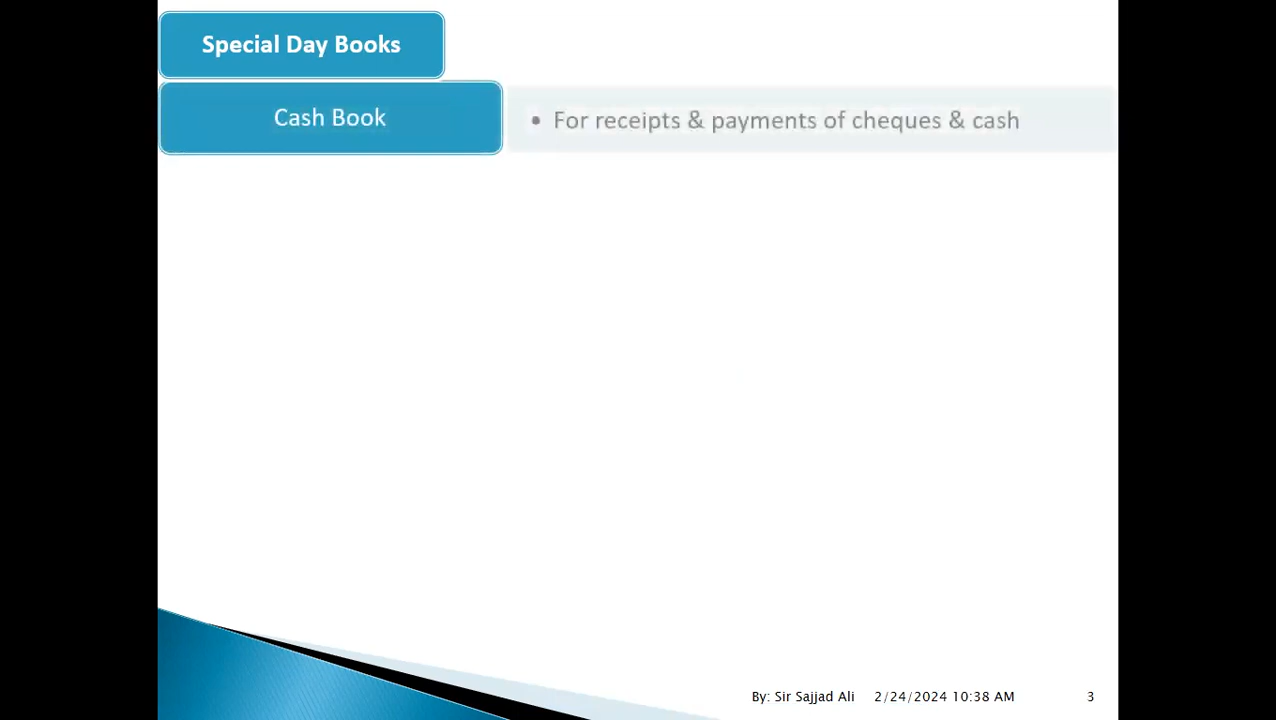 Special Day Books
Cash Book
• For receipts & payments of cheques & cash
By: Sir Sajjad Ali 2/24/2024 10:38 AM 3